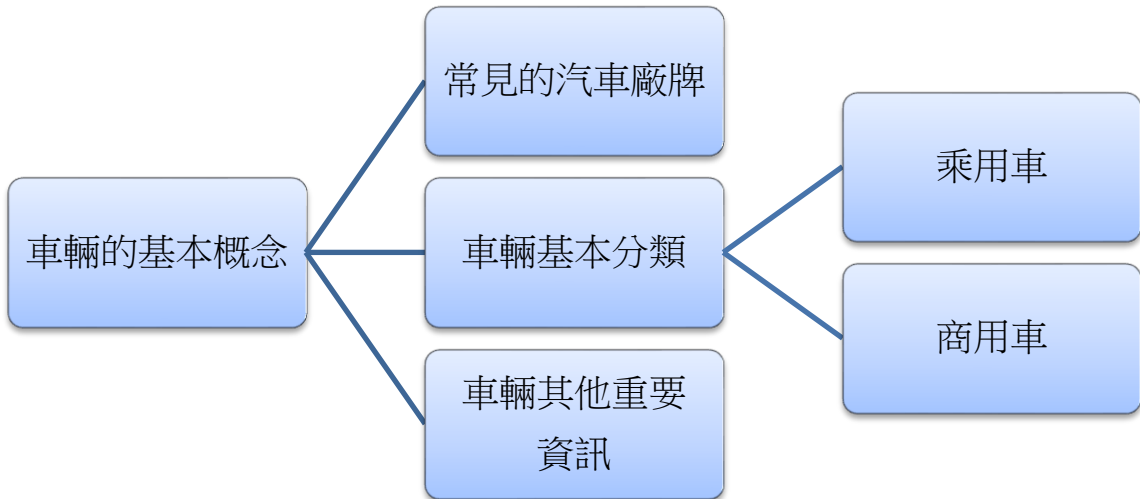 車輛的基本概念
常見的汽車廠牌
車輛基本分類
車輛其他重要
資訊
乘用車
商用車